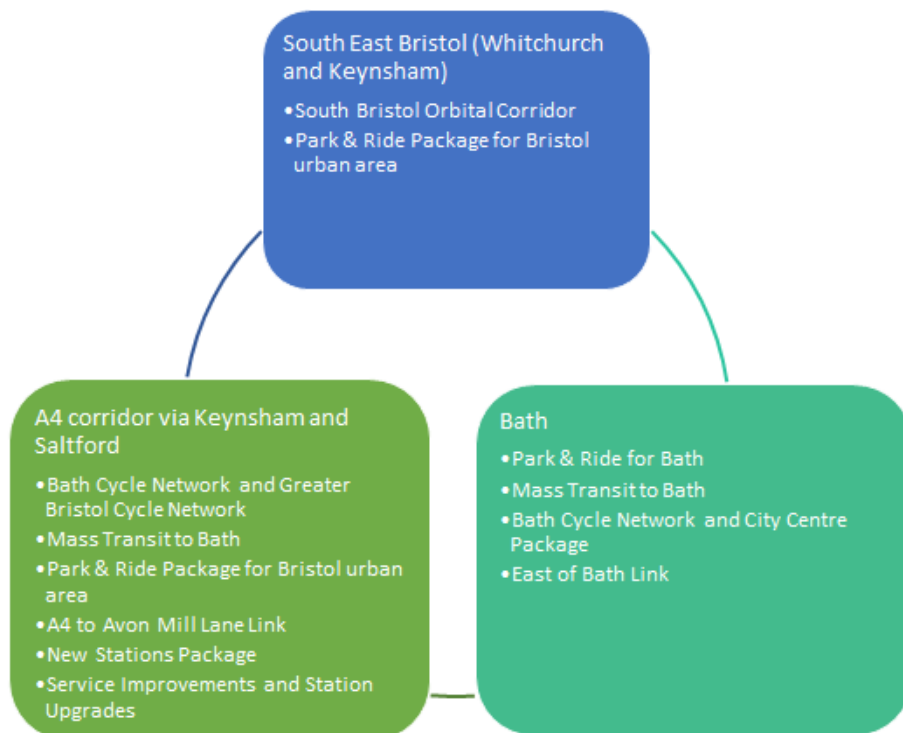 South East Bristol (Whitchurch
and Keynsham)
•South Bristol Orbital Corridor
•Park & Ride Package for Bristol
urban area
A4 corridor via Keynsham and
Saltford
•Bath Cycle Network and Greater
Bristol Cycle Network
•Mass Transit to Bath
•Park & Ride Package for Bristol urban
area
•A4 to Avon Mill Lane Link
•New Stations Package
•Service Improvements and Station
Upgrades
Bath
•Park & Ride for Bath
•Mass Transit to Bath
•Bath Cycle Network and City Centre
Package
•East of Bath Link